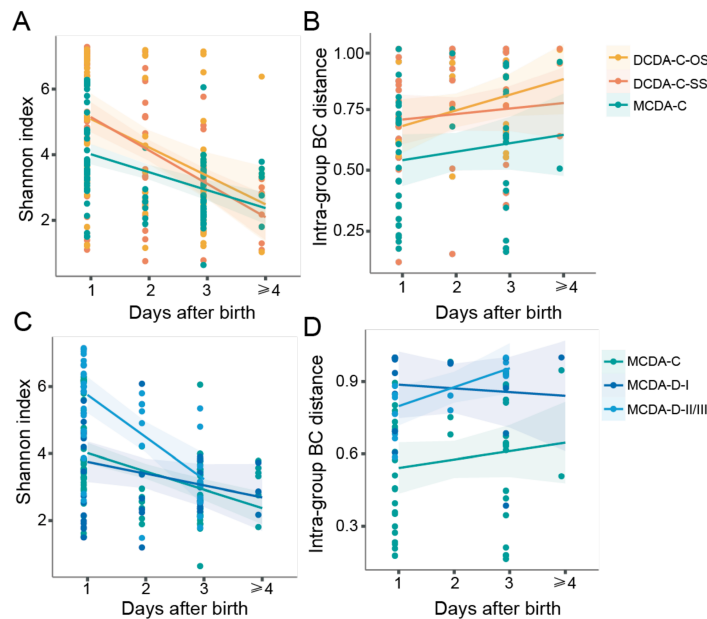 A
Shannon index
6
4
2
1 2 3 ⩾4
Days after birth
B
Intra-group BC distance
1.00
0.75
0.50
0.25
1 2 3 ⩾4
Days after birth
DCDA-C-OS
DCDA-C-SS
MCDA-C
C
Shannon index
6
4
2
1 2 3 ⩾4
Days after birth
D
Intra-group BC distance
0.9
0.6
0.3
1 2 3 ⩾4
Days after birth
MCDA-C
MCDA-D-I
MCDA-D-II/III